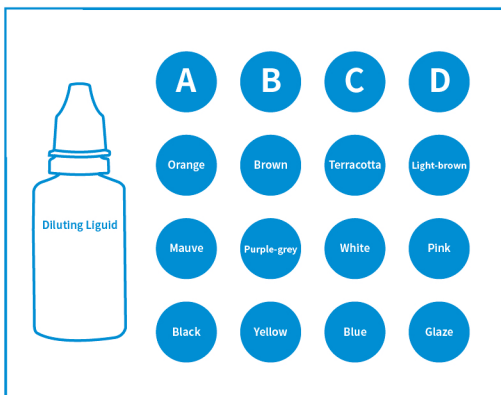 A B C D
Orange Brown Terracotta Light-brown
Diluting Liguid
Mauve Purple-grey White Pink
Black Yellow Blue Glaze